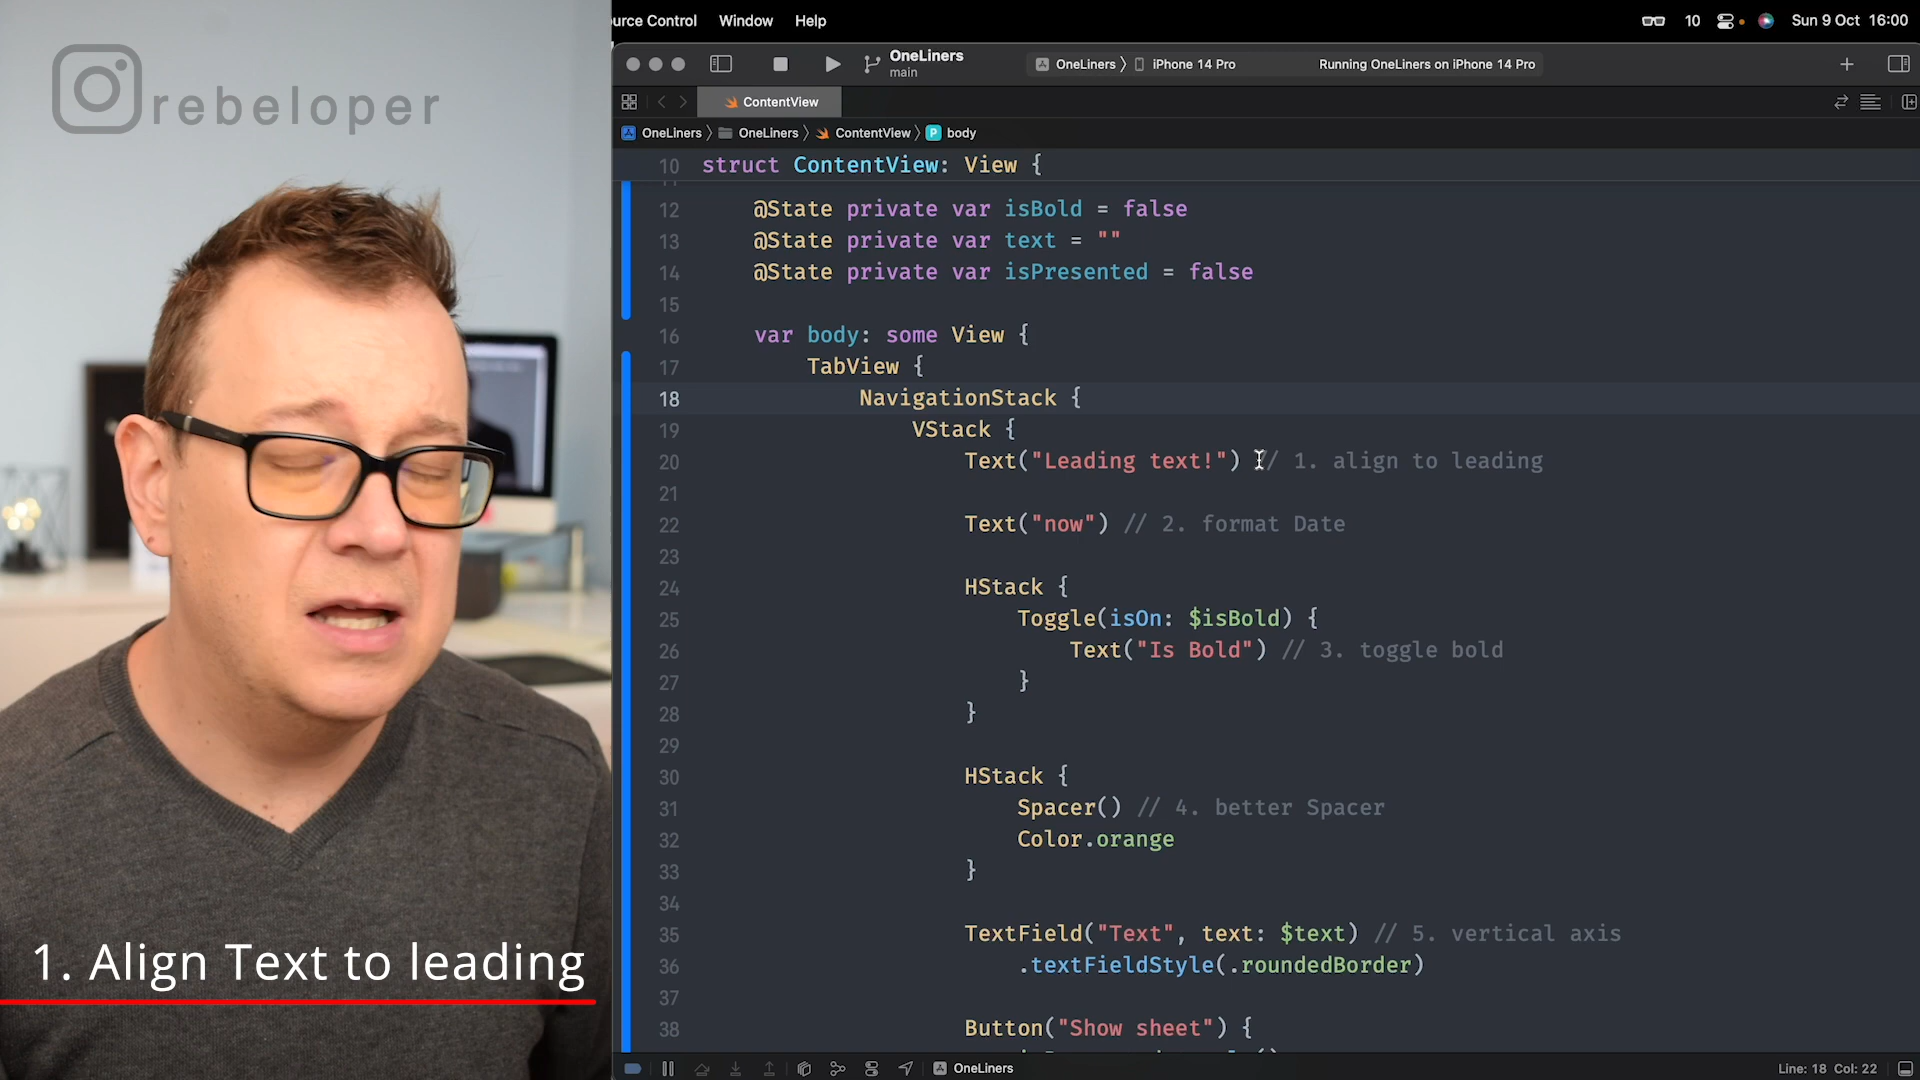 rebeloper
1. Align Text to leading
urce Control Window Help
10 Sun 9 Oct 16:00
OneLiners
main
OneLiners 〉 iPhone 14 Pro Running OneLiners on iPhone 14 Pro
ContentView
OneLiners 〉 OneLiners 〉 ContentView 〉 P body
10 struct ContentView: View {
12 @State private var isBold = false
13 @State private var text = ""
14 @State private var isPresented = false
15
16 var body: some View {
17 TabView {
18 NavigationStack {
19 VStack {
20 Text("Leading text!") // 1. align to leading
21
22 Text("now") // 2. format Date
23
24 HStack {
25 Toggle(isOn: $isBold) {
26 Text("Is Bold") // 3. toggle bold
27 }
28 }
29
30 HStack {
31 Spacer() // 4. better Spacer
32 Color.orange
33 }
34
35 TextField("Text", text: $text) // 5. vertical axis
36 .textFieldStyle(.roundedBorder)
37
38 Button("Show sheet") {
OneLiners
Line: 18 Col: 22